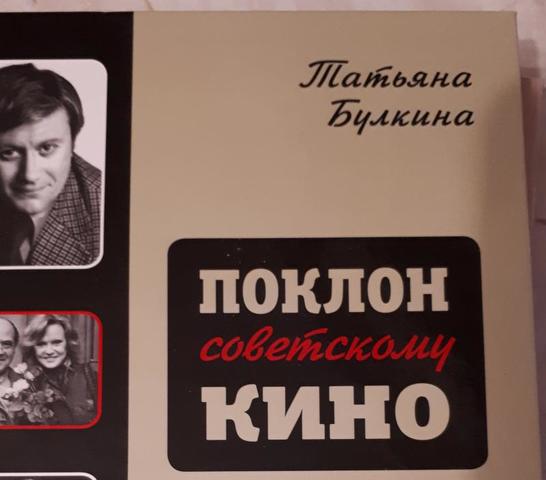 Татьяна
Булкина
ПОКЛОН
советскому
КИНО